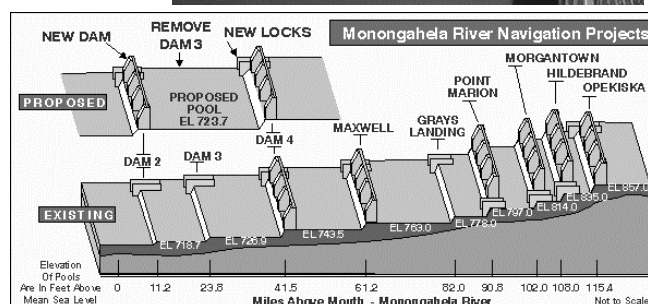 Monongahela River Navigation Projects
NEW DAM
REMOVE
DAM 3
NEW LOCKS
PROPOSED
PROPOSED
POOL
EL 723.7
DAM 2
DAM 3
DAM 4
MAXWELL
GRAYS
LANDING
POINT
MARION
MORGANTOWN
HILDEBRAND
OPEKISKA
EXISTING
EL 718.7
EL 726.9
EL 743.5
EL 763.0
EL 778.0
EL 797.0
EL 814.0
EL 835.0
EL 857.0
Elevation
Of Pools
Are In Feet Above
Mean Sea Level
0 11.2 23.8 41.5 61.2 82.0 90.8 102.0 108.0 115.4
Miles Above Mouth - Monongahela River
Not to Scale